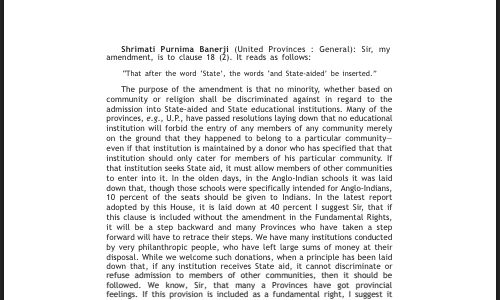 Shrimati Purnima Banerji (United Provinces : General): Sir, my
amendment, is to clause 18 (2). It reads as follows:
"That after the word 'State', the words 'and State-aided' be inserted."
The purpose of the amendment is that no minority, whether based on
community or religion shall be discriminated against in regard to the
admission into State-aided and State educational institutions. Many of the
provinces, e.g., U.P., have passed resolutions laying down that no educational
institution will forbid the entry of any members of any community merely
on the ground that they happened to belong to a particular community—
even if that institution is maintained by a donor who has specified that that
institution should only cater for members of his particular community. If
that institution seeks State aid, it must allow members of other communities
to enter into it. In the olden days, in the Anglo-Indian schools it was laid
down that, though those schools were specifically intended for Anglo-Indians,
10 percent of the seats should be given to Indians. In the latest report
adopted by this House, it is laid down at 40 percent I suggest Sir, that if
this clause is included without the amendment in the Fundamental Rights,
it will be a step backward and many Provinces who have taken a step
forward will have to retrace their steps. We have many institutions conducted
by very philanthropic people, who have left large sums of money at their
disposal. While we welcome such donations, when a principle has been laid
down that, if any institution receives State aid, it cannot discriminate or
refuse admission to members of other communities, then it should be
followed. We know, Sir, that many a Provinces have got provincial
feelings. If this provision is included as a fundamental right, I suggest it